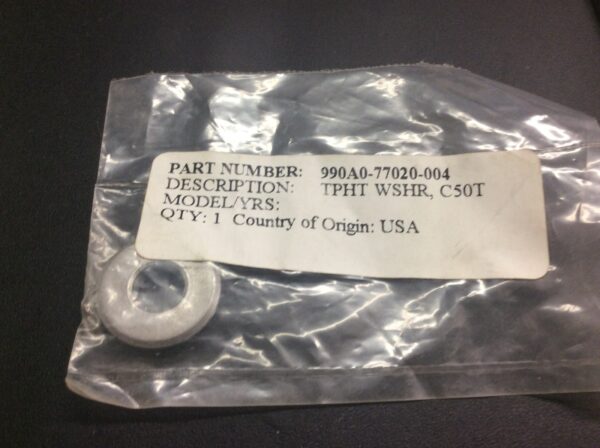 PART NUMBER: 990A0-77020-004
DESCRIPTION: TPHT WSHR, C50T
MODEL/YRS:
QTY: 1 Country of Origin: USA